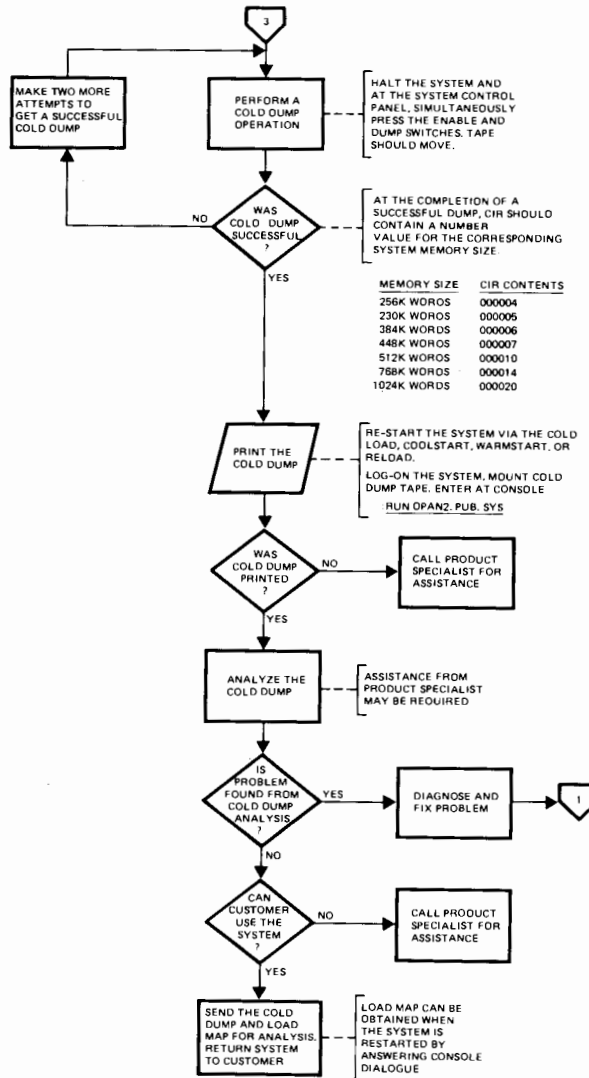 3
MAKE TWO MORE
ATTEMPTS TO
GET A SUCCESSFUL
COLD DUMP
PERFORM A
COLD DUMP
OPERATION
HALT THE SYSTEM AND
AT THE SYSTEM CONTROL
PANEL, SIMULTANEOUSLY
PRESS THE ENABLE AND
DUMP SWITCHES. TAPE
SHOULD MOVE.
WAS
COLD DUMP
SUCCESSFUL
?
NO
YES
AT THE COMPLETION OF A
SUCCESSFUL DUMP, CIR SHOULD
CONTAIN A NUMBER
VALUE FOR THE CORRESPONDING
SYSTEM MEMORY SIZE.
MEMORY SIZE CIR CONTENTS
256K WORDS 000004
230K WORDS 000005
384K WORDS 000006
448K WORDS 000007
512K WORDS 000010
768K WORDS 000014
1024K WORDS 000020
PRINT THE
COLD DUMP
RE-START THE SYSTEM VIA THE COLD
LOAD, COOLSTART, WARMSTART, OR
RELOAD.
LOG-ON THE SYSTEM, MOUNT COLD
DUMP TAPE. ENTER AT CONSOLE
:RUN DPAN2. PUB. SYS
WAS
COLD DUMP
PRINTED
?
NO
YES
CALL PRODUCT
SPECIALIST FOR
ASSISTANCE
ANALYZE THE
COLD DUMP
ASSISTANCE FROM
PRODUCT SPECIALIST
MAY BE REQUIRED
IS
PROBLEM
FOUND FROM
COLD DUMP
ANALYSIS
?
YES
NO
DIAGNOSE AND
FIX PROBLEM
1
CAN
CUSTOMER
USE THE
SYSTEM
?
NO
YES
CALL PRODUCT
SPECIALIST FOR
ASSISTANCE
SEND THE COLD
DUMP AND LOAD
MAP FOR ANALYSIS.
RETURN SYSTEM
TO CUSTOMER
LOAD MAP CAN BE
OBTAINED WHEN
THE SYSTEM IS
RESTARTED BY
ANSWERING CONSOLE
DIALOGUE